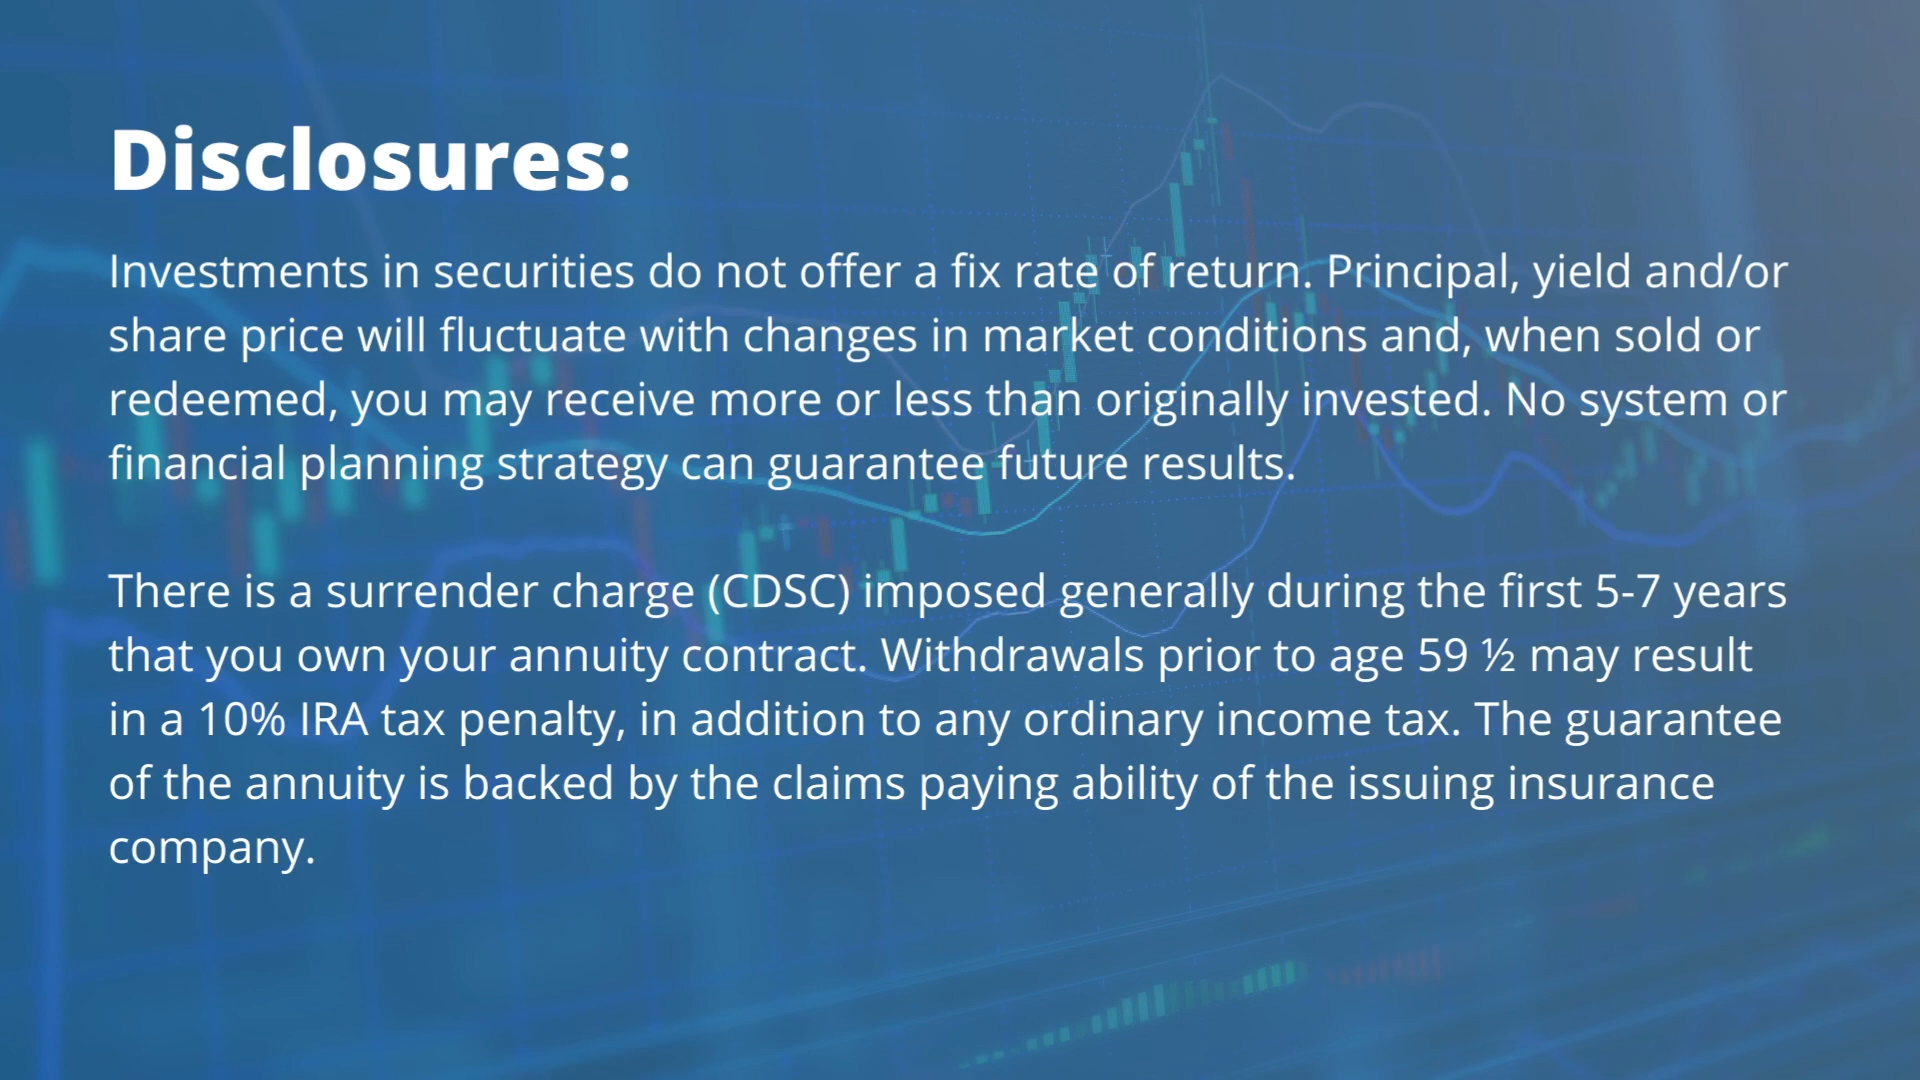 Disclosures:
Investments in securities do not offer a fix rate of return. Principal, yield and/or
share price will fluctuate with changes in market conditions and, when sold or
redeemed, you may receive more or less than originally invested. No system or
financial planning strategy can guarantee future results.
There is a surrender charge (CDSC) imposed generally during the first 5-7 years
that you own your annuity contract. Withdrawals prior to age 59 ½ may result
in a 10% IRA tax penalty, in addition to any ordinary income tax. The guarantee
of the annuity is backed by the claims paying ability of the issuing insurance
company.